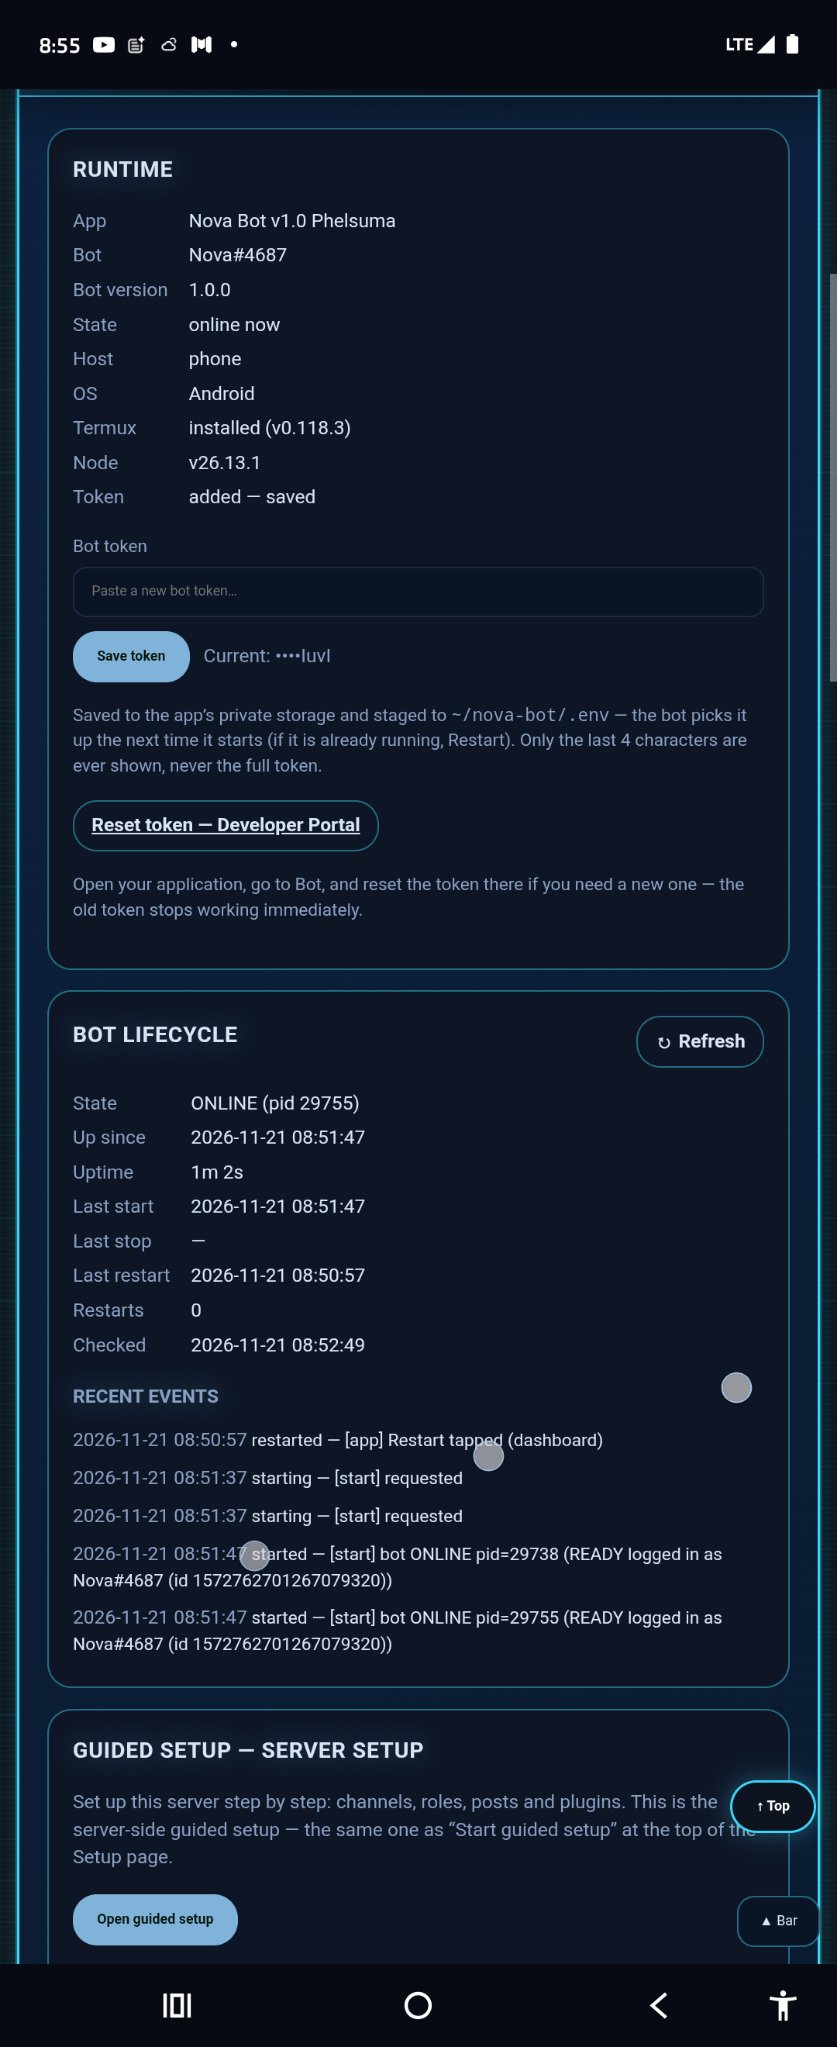 8:55
LTE
RUNTIME
App Nova Bot v1.0 Phelsuma
Bot Nova#4687
Bot version 1.0.0
State online now
Host phone
OS Android
Termux installed (v0.118.3)
Node v26.13.1
Token added — saved
Bot token
Paste a new bot token…
Save token Current: ••••luvl
Saved to the app’s private storage and staged to ~/nova-bot/.env — the bot picks it
up the next time it starts (if it is already running, Restart). Only the last 4 characters are
ever shown, never the full token.
Reset token — Developer Portal
Open your application, go to Bot, and reset the token there if you need a new one — the
old token stops working immediately.
BOT LIFECYCLE
↻ Refresh
State ONLINE (pid 29755)
Up since 2026-11-21 08:51:47
Uptime 1m 2s
Last start 2026-11-21 08:51:47
Last stop —
Last restart 2026-11-21 08:50:57
Restarts 0
Checked 2026-11-21 08:52:49
RECENT EVENTS
2026-11-21 08:50:57 restarted — [app] Restart tapped (dashboard)
2026-11-21 08:51:37 starting — [start] requested
2026-11-21 08:51:37 starting — [start] requested
2026-11-21 08:51:47 started — [start] bot ONLINE pid=29738 (READY logged in as
Nova#4687 (id 1572762701267079320))
2026-11-21 08:51:47 started — [start] bot ONLINE pid=29755 (READY logged in as
Nova#4687 (id 1572762701267079320))
GUIDED SETUP — SERVER SETUP
Set up this server step by step: channels, roles, posts and plugins. This is the
server-side guided setup — the same one as “Start guided setup” at the top of the
Setup page.
↑ Top
Open guided setup
▲ Bar